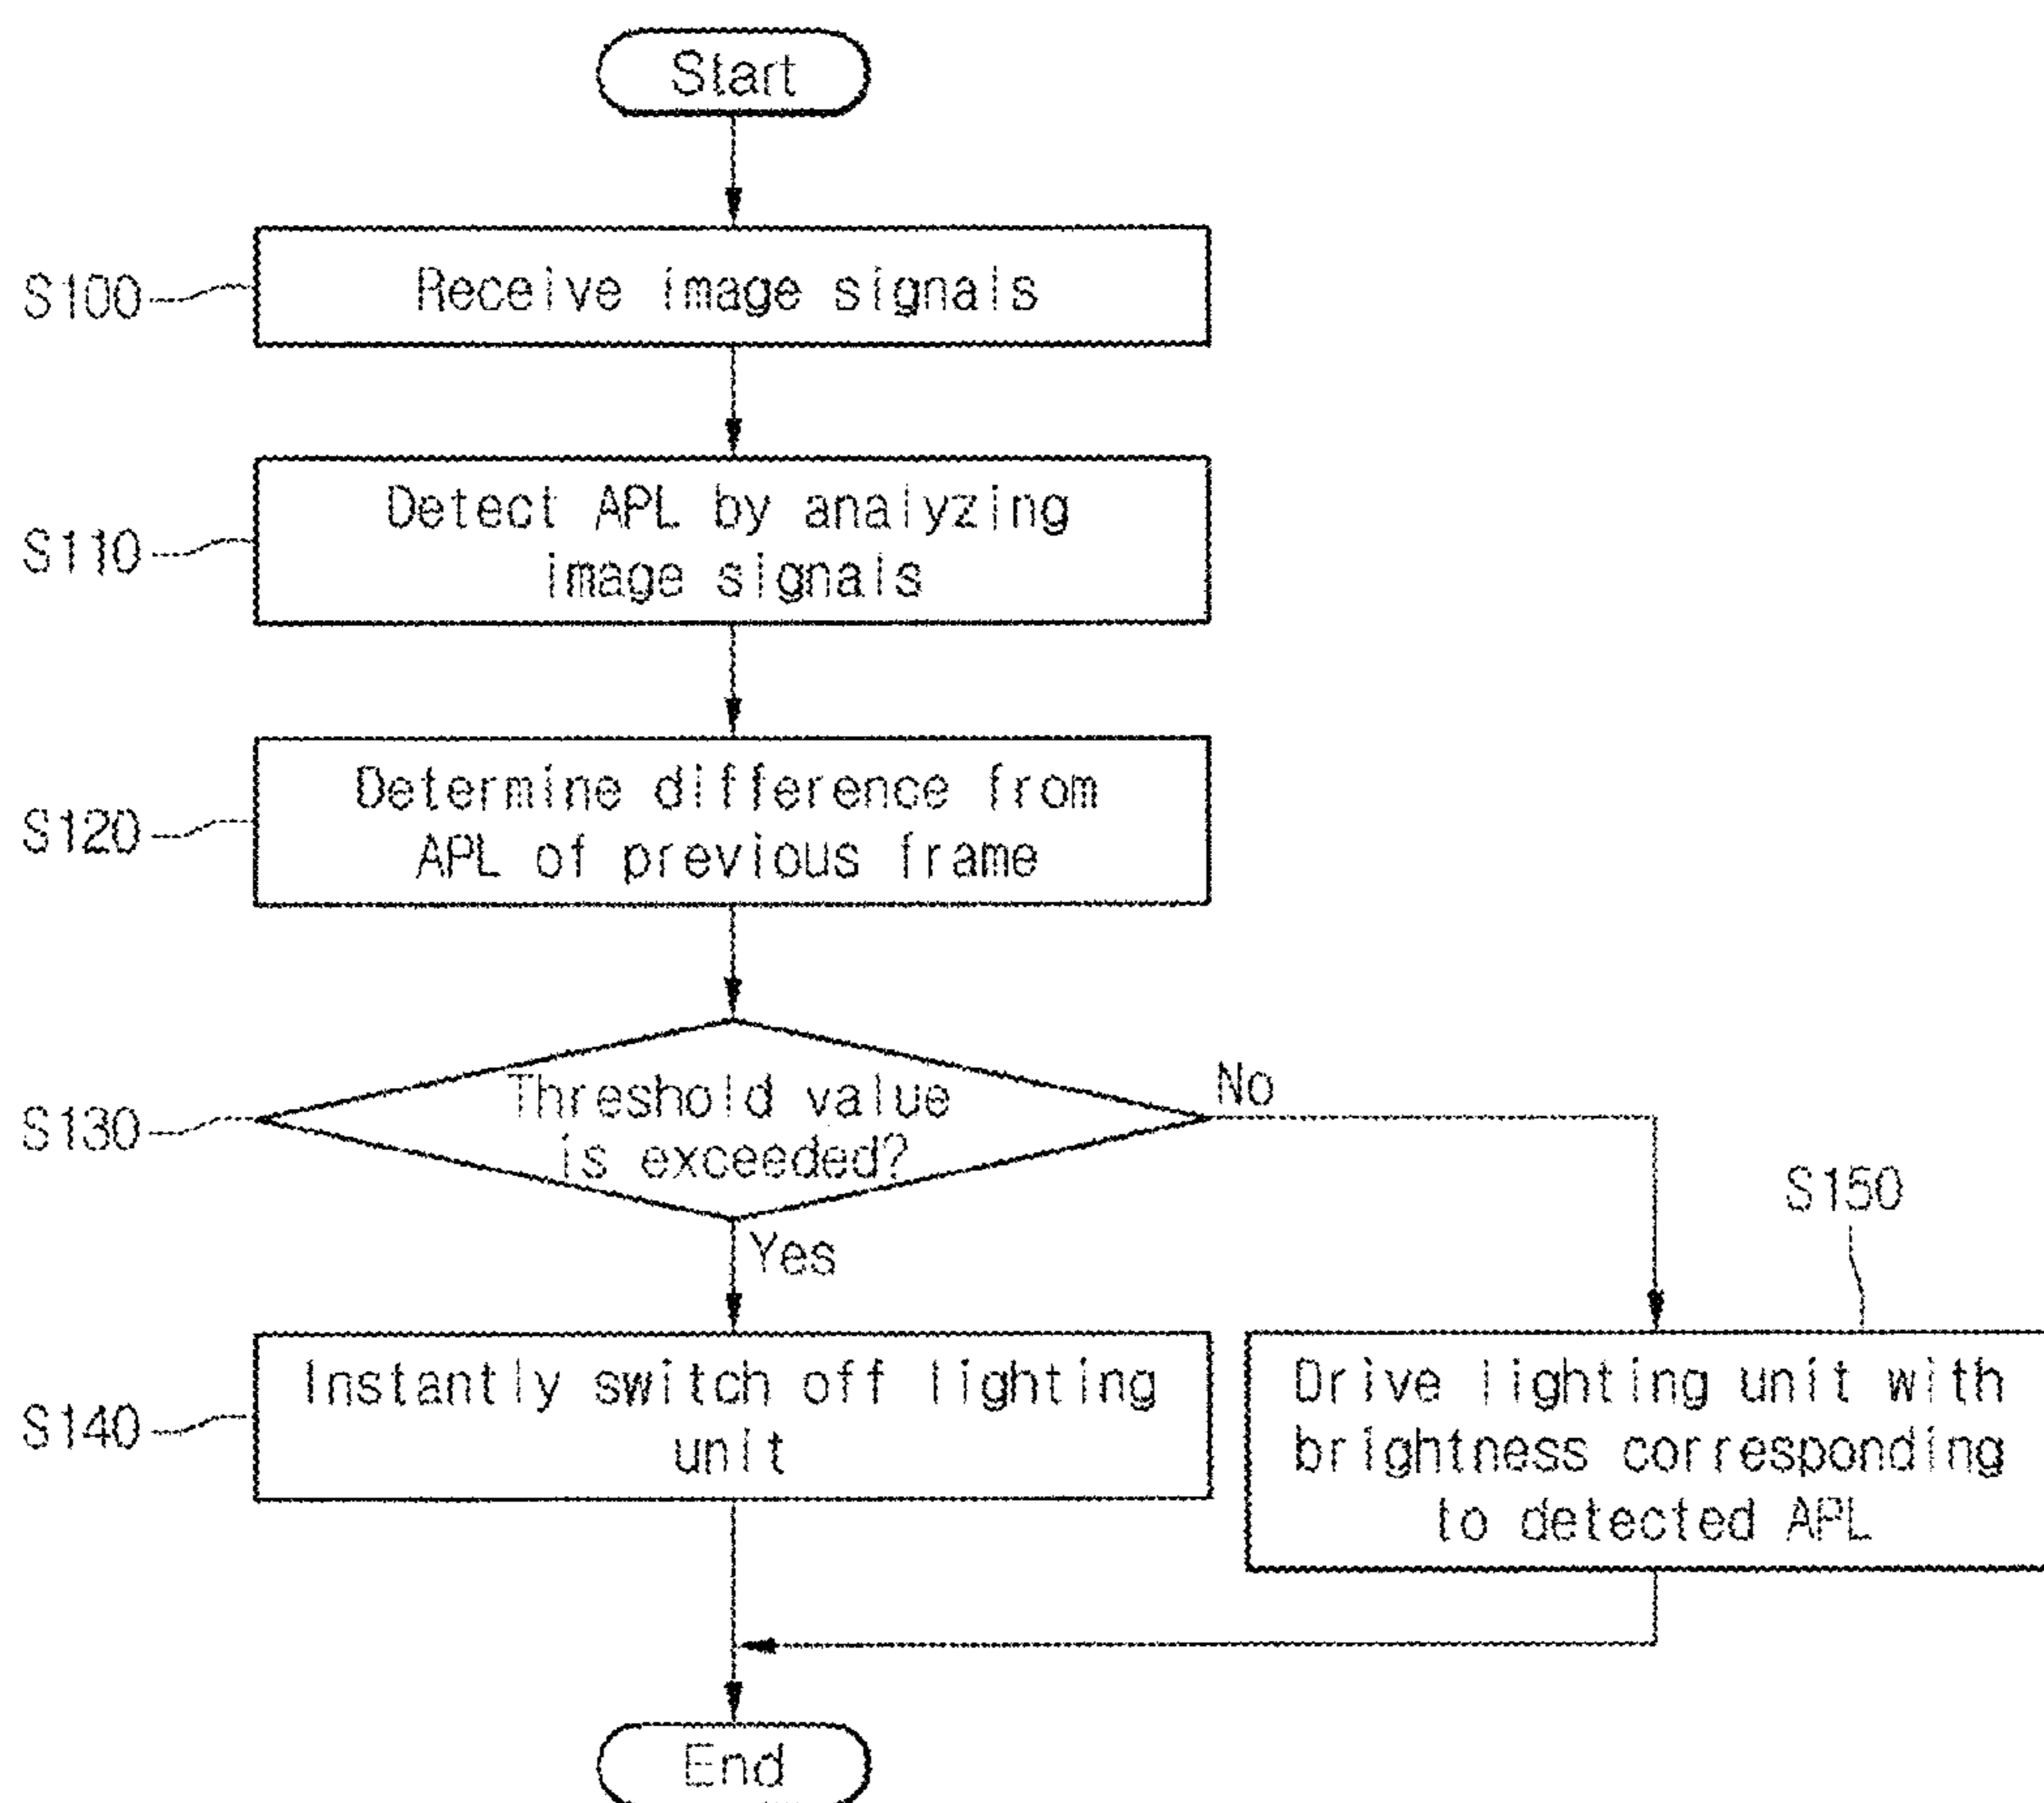 Start
S100
Receive image signals
S110
Detect APL by analyzing
image signals
S120
Determine difference from
APL of previous frame
S130
Threshold value
is exceeded?
No
Yes
S150
S140
Instantly switch off lighting
unit
Drive lighting unit with
brightness corresponding
to detected APL
End